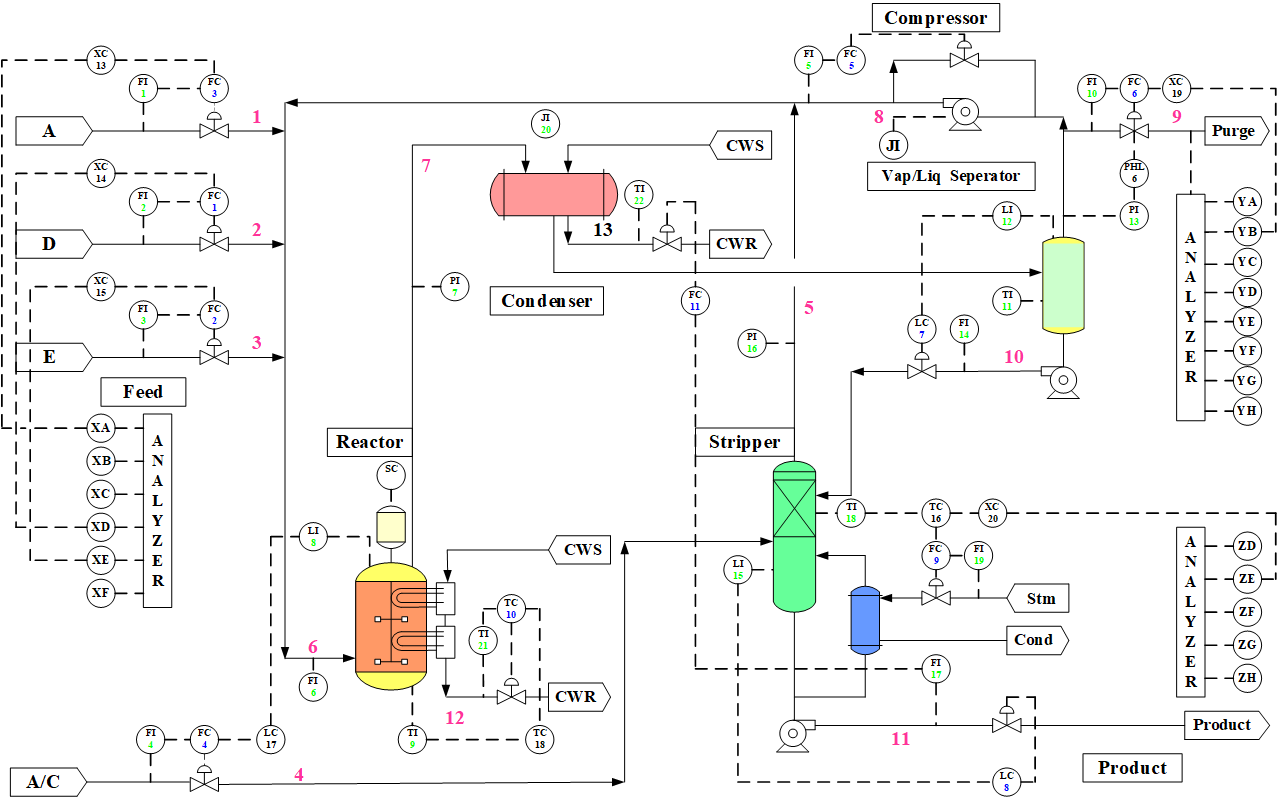 Compressor
XC
13
FI
5
FC
5
FI
1
FC
3
FI
10
FC
6
XC
19
8
9
1
A
JI
20
Purge
7
CWS
JI
PHL
6
XC
14
Vap/Liq Seperator
FI
2
FC
1
TI
22
LI
12
PI
13
2
D
13
CWR
XC
15
PI
7
Condenser
FC
11
5
TI
11
FI
3
FC
2
LC
7
FI
14
3
E
PI
16
10
Feed
A
N
A
L
Y
Z
E
R
YA
YB
YC
YD
YE
YF
YG
YH
Reactor
Stripper
XA
XB
XC
XD
XE
XF
A
N
A
L
Y
Z
E
R
SC
TI
18
TC
16
XC
20
LI
8
CWS
LI
15
FC
9
FI
19
A
N
A
L
Y
Z
E
R
ZD
ZE
ZF
ZG
ZH
TC
10
Stm
TI
21
Cond
6
FI
6
CWR
FI
17
12
FI
4
FC
4
LC
17
TI
9
TC
18
11
Product
4
A/C
LC
8
Product